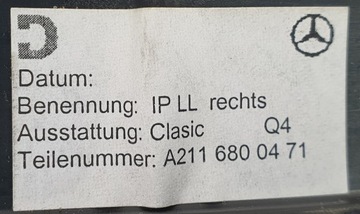 Datum:
Benennung: IP LL rechts
Ausstattung: Clasic Q4
Teilenummer: A211 680 04 71